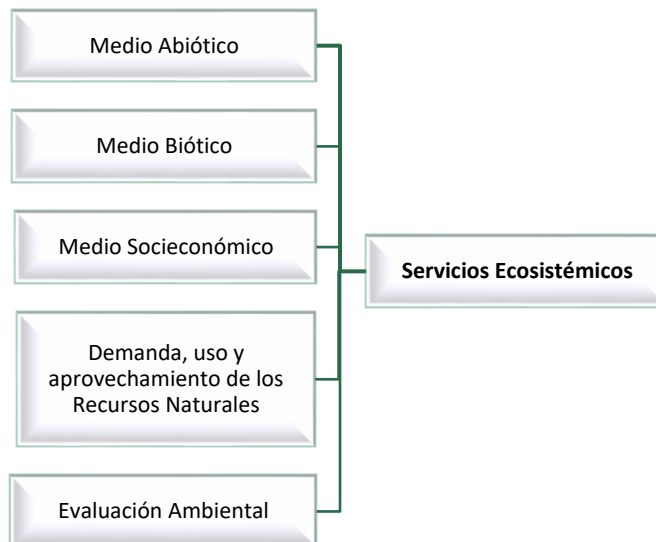 Medio Abiótico
Medio Biótico
Medio Socieconómico
Servicios Ecosistémicos
Demanda, uso y
aprovechamiento de los
Recursos Naturales
Evaluación Ambiental